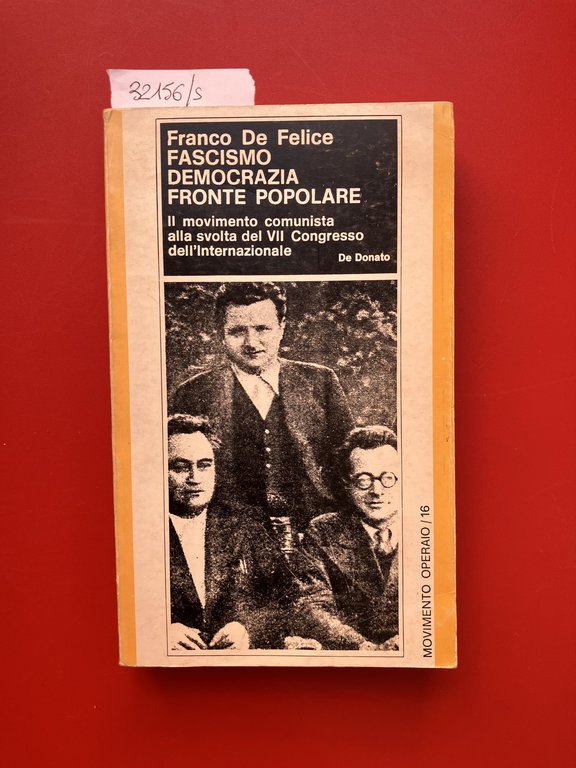 32156/s
Franco De Felice
FASCISMO
DEMOCRAZIA
FRONTE POPOLARE
Il movimento comunista
alla svolta del VII Congresso
dell'Internazionale
De Donato
MOVIMENTO OPERAIO/16